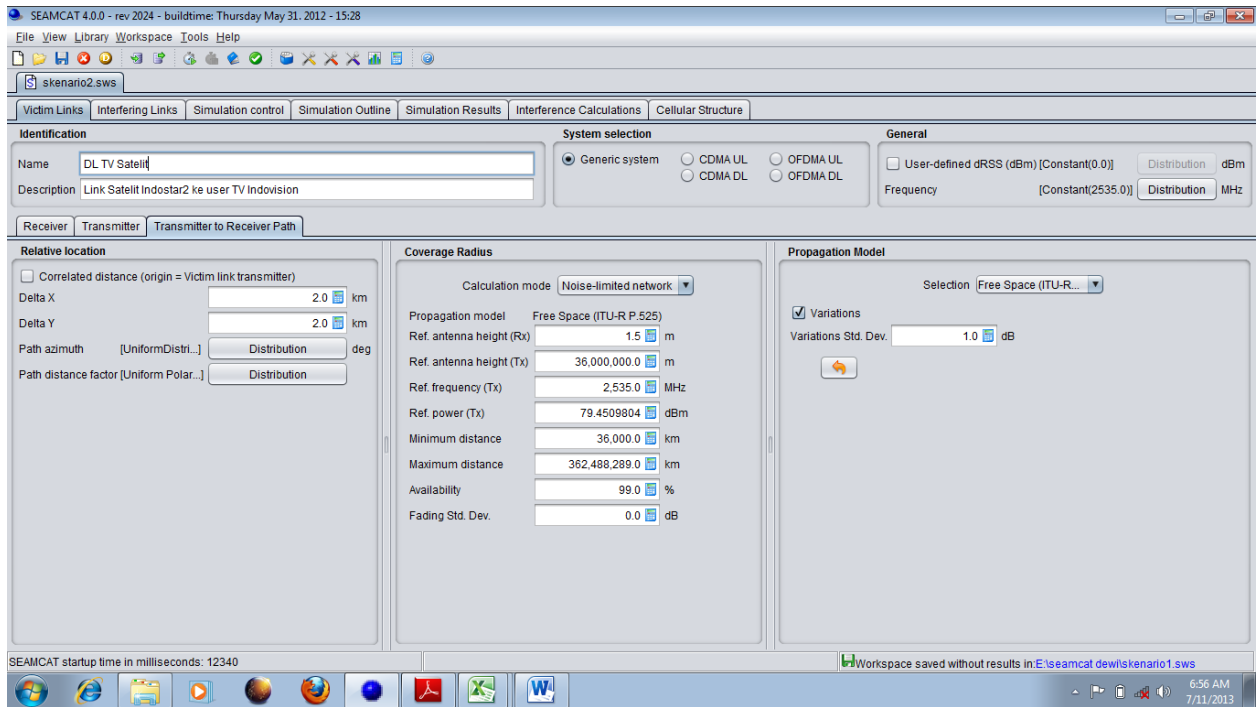 SEAMCAT 4.0.0 - rev 2024 - buildtime: Thursday May 31. 2012 - 15:28
File View Library Workspace Tools Help
skenario2.sws
Victim Links Interfering Links Simulation control Simulation Outline Simulation Results Interference Calculations Cellular Structure
Identification
Name DL TV Satelit
Description Link Satelit Indostar2 ke user TV Indovision
System selection
Generic system CDMA UL OFDMA UL
CDMA DL OFDMA DL
General
User-defined dRSS (dBm) [Constant(0.0)] Distribution dBm
Frequency [Constant(2535.0)] Distribution MHz
Receiver Transmitter Transmitter to Receiver Path
Relative location
Correlated distance (origin = Victim link transmitter)
Delta X 2.0 km
Delta Y 2.0 km
Path azimuth [UniformDistri...] Distribution deg
Path distance factor [Uniform Polar...] Distribution
Coverage Radius
Calculation mode Noise-limited network
Propagation model Free Space (ITU-R P.525)
Ref. antenna height (Rx) 1.5 m
Ref. antenna height (Tx) 36,000,000.0 m
Ref. frequency (Tx) 2,535.0 MHz
Ref. power (Tx) 79.4509804 dBm
Minimum distance 36,000.0 km
Maximum distance 362,488,289.0 km
Availability 99.0 %
Fading Std. Dev. 0.0 dB
Propagation Model
Selection Free Space (ITU-R...
Variations
Variations Std. Dev. 1.0 dB
SEAMCAT startup time in milliseconds: 12340
Workspace saved without results in:E:\seamcat dewi\skenario1.sws
6:56 AM
7/11/2013